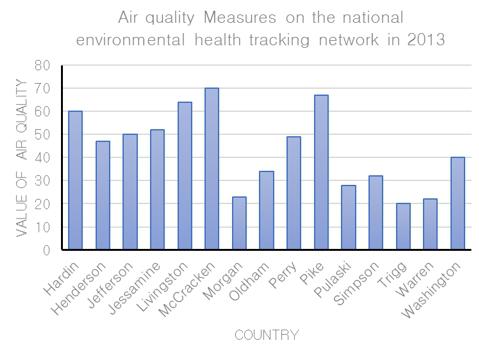 Air quality Measures on the national
environmental health tracking network in 2013
VALUE OF AIR QUALITY
80
70
60
50
40
30
20
10
0
Hardin
Henderson
Jefferson
Jessamine
Livingston
McCracken
Morgan
Oldham
Perry
Pike
Pulaski
Simpson
Trigg
Warren
Washington
COUNTRY